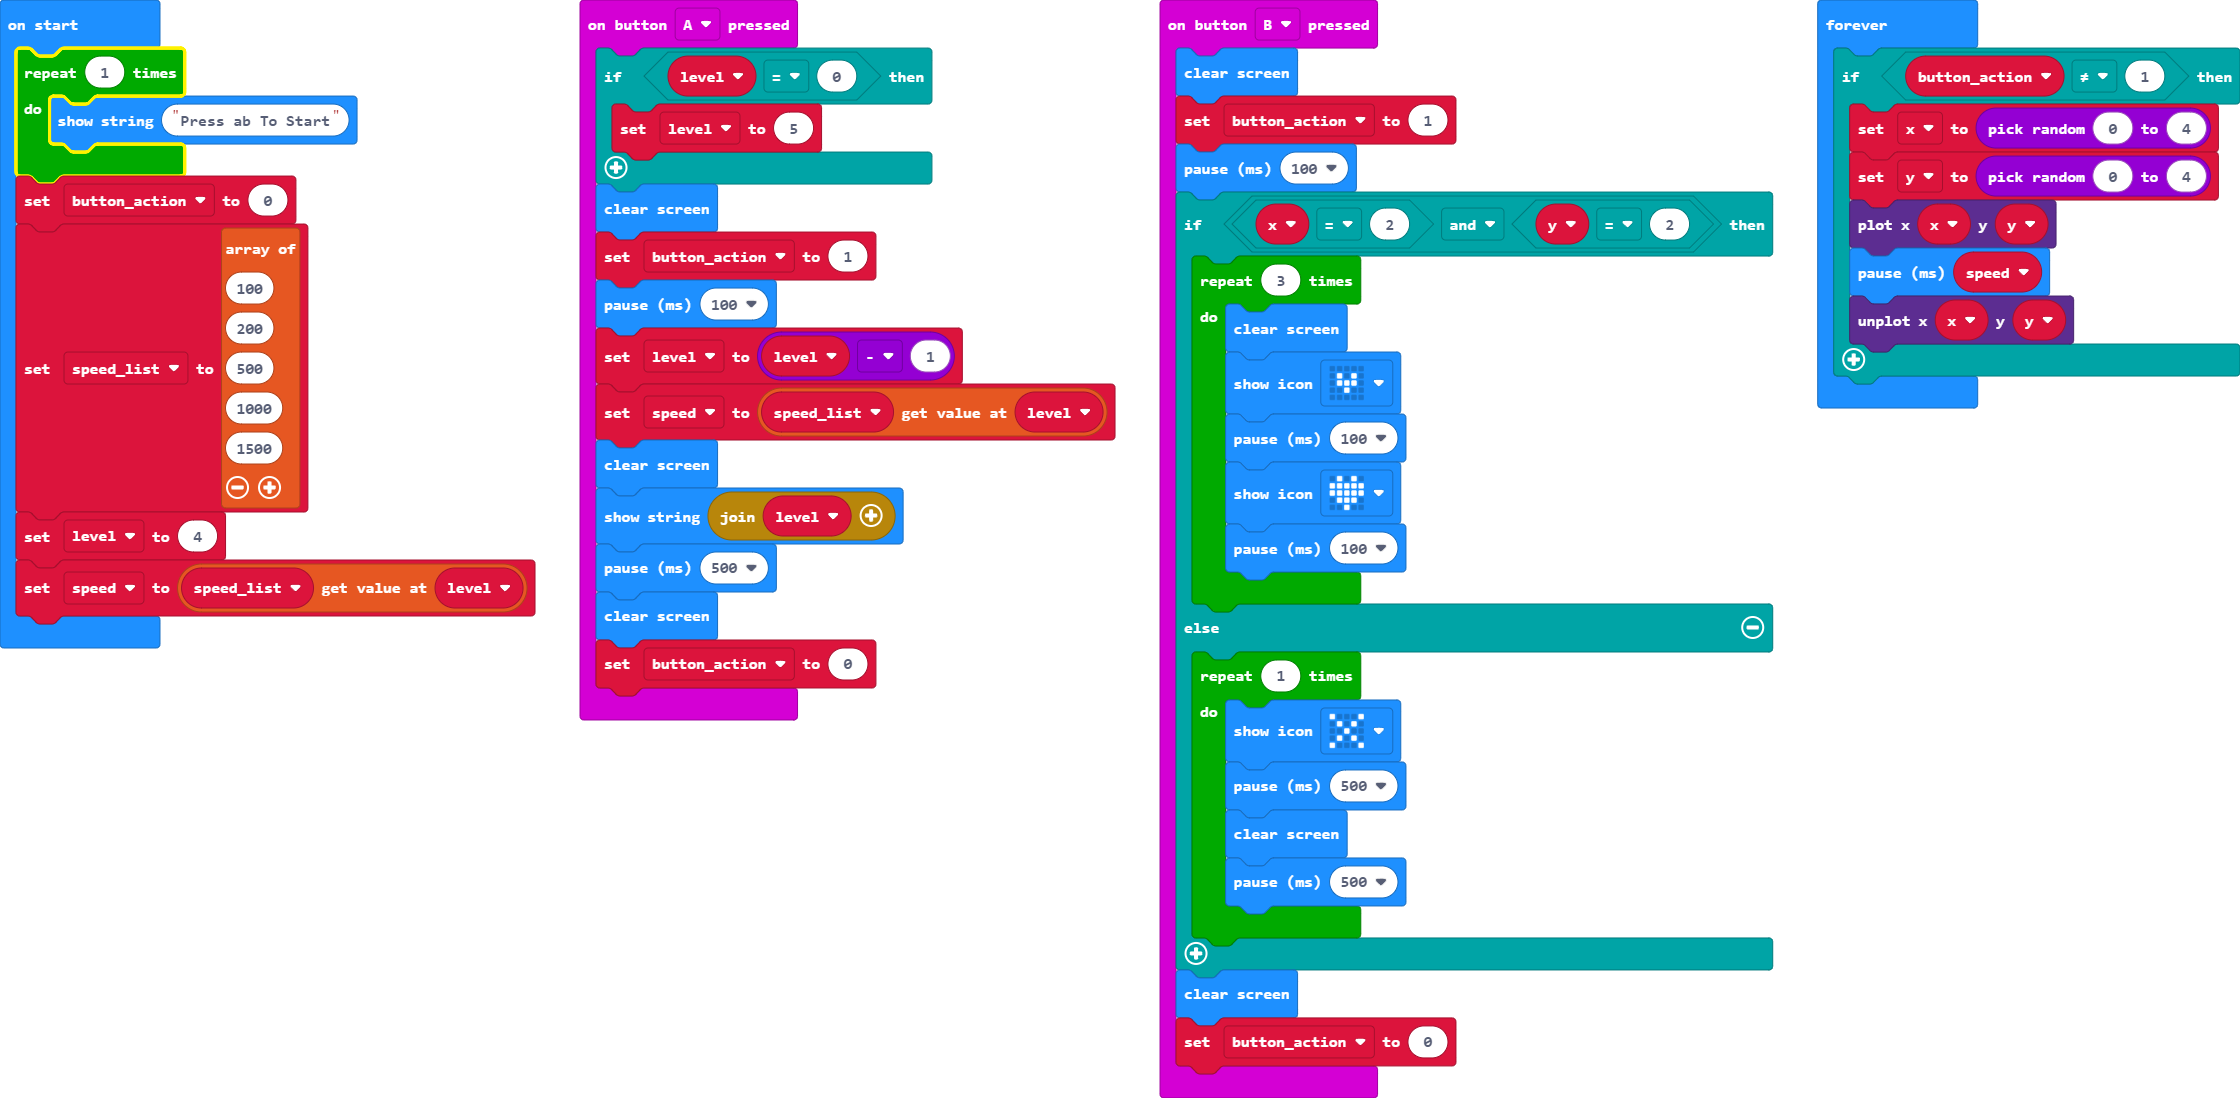 on start
repeat 1 times
do show string "Press ab To Start"
set button_action to 0
set speed_list to array of
100
200
500
1000
1500
set level to 4
set speed to speed_list get value at level
on button A pressed
if level = 0 then
set level to 5
clear screen
set button_action to 1
pause (ms) 100
set level to level - 1
set speed to speed_list get value at level
clear screen
show string join level
pause (ms) 500
clear screen
set button_action to 0
on button B pressed
clear screen
set button_action to 1
pause (ms) 100
if x = 2 and y = 2 then
repeat 3 times
do
clear screen
show icon
pause (ms) 100
show icon
pause (ms) 100
else
repeat 1 times
do
show icon
pause (ms) 500
clear screen
pause (ms) 500
clear screen
set button_action to 0
forever
if button_action ≠ 1 then
set x to pick random 0 to 4
set y to pick random 0 to 4
plot x x y y
pause (ms) speed
unplot x x y y